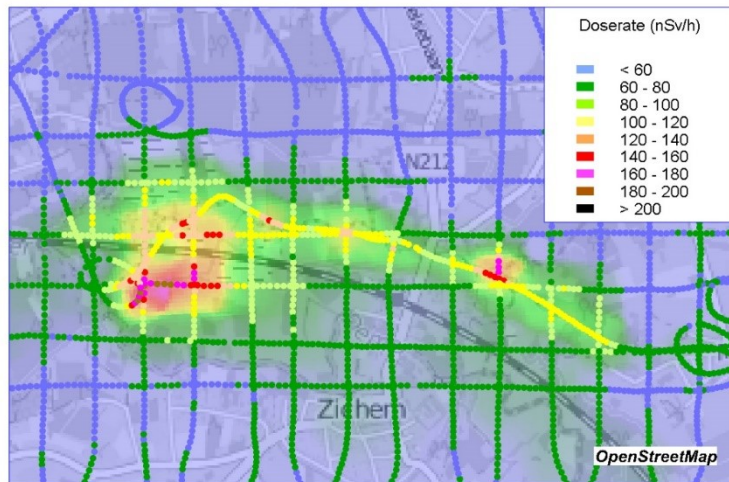 Doserate (nSv/h)
< 60
60 - 80
80 - 100
100 - 120
120 - 140
140 - 160
160 - 180
180 - 200
> 200
N212
Zichem
OpenStreetMap